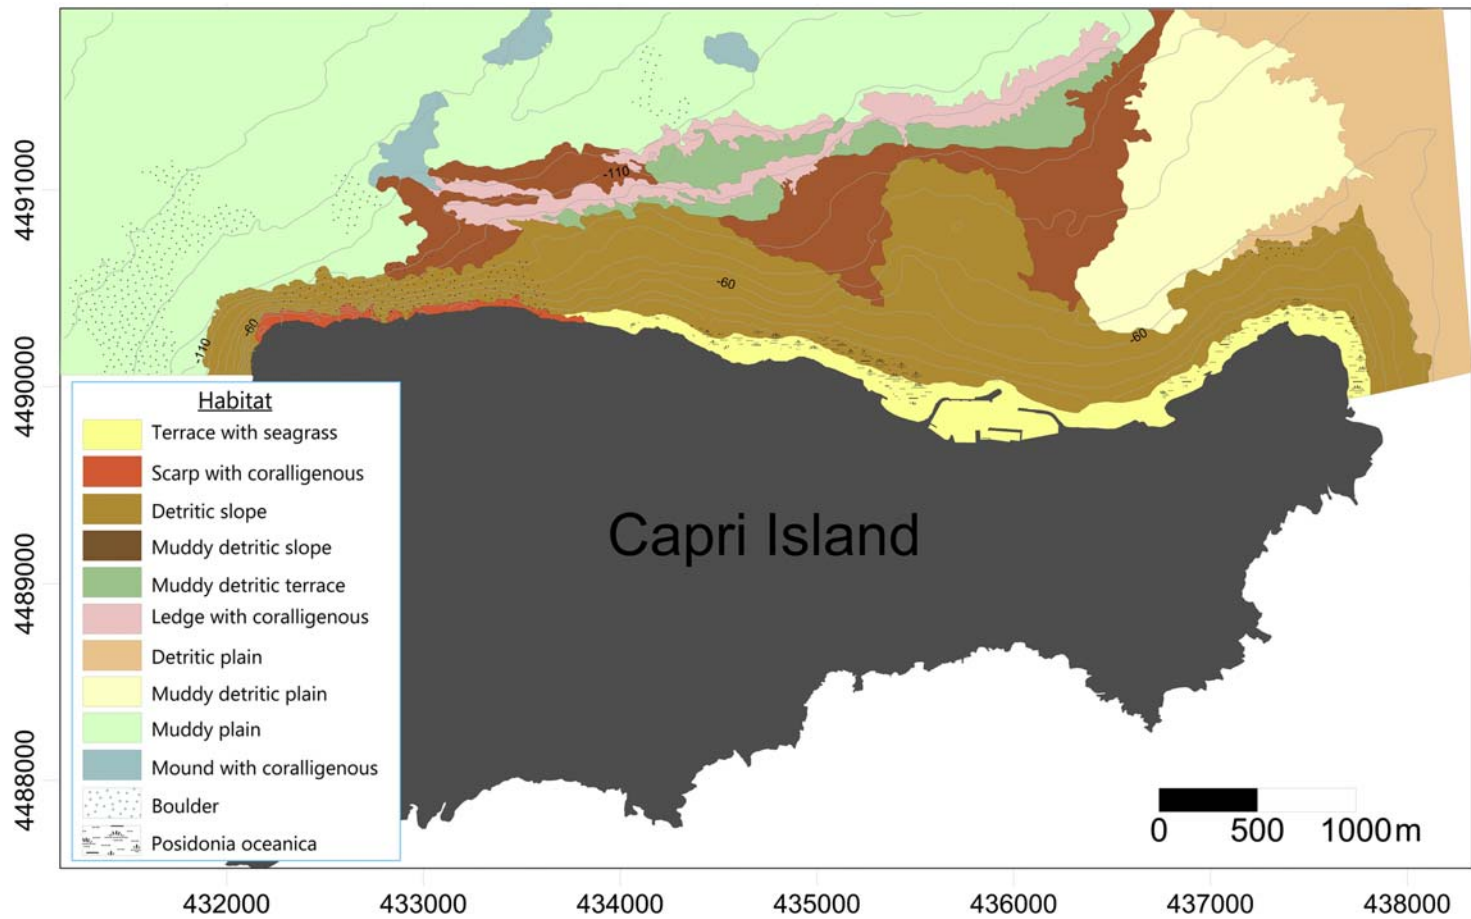 4491000
4490000
4489000
4488000
-110
-60
-60
-60
-110
Habitat
Terrace with seagrass
Scarp with coralligenous
Detritic slope
Muddy detritic slope
Muddy detritic terrace
Ledge with coralligenous
Detritic plain
Muddy detritic plain
Muddy plain
Mound with coralligenous
Boulder
Posidonia oceanica
Capri Island
0 500 1000m
432000 433000 434000 435000 436000 437000 438000